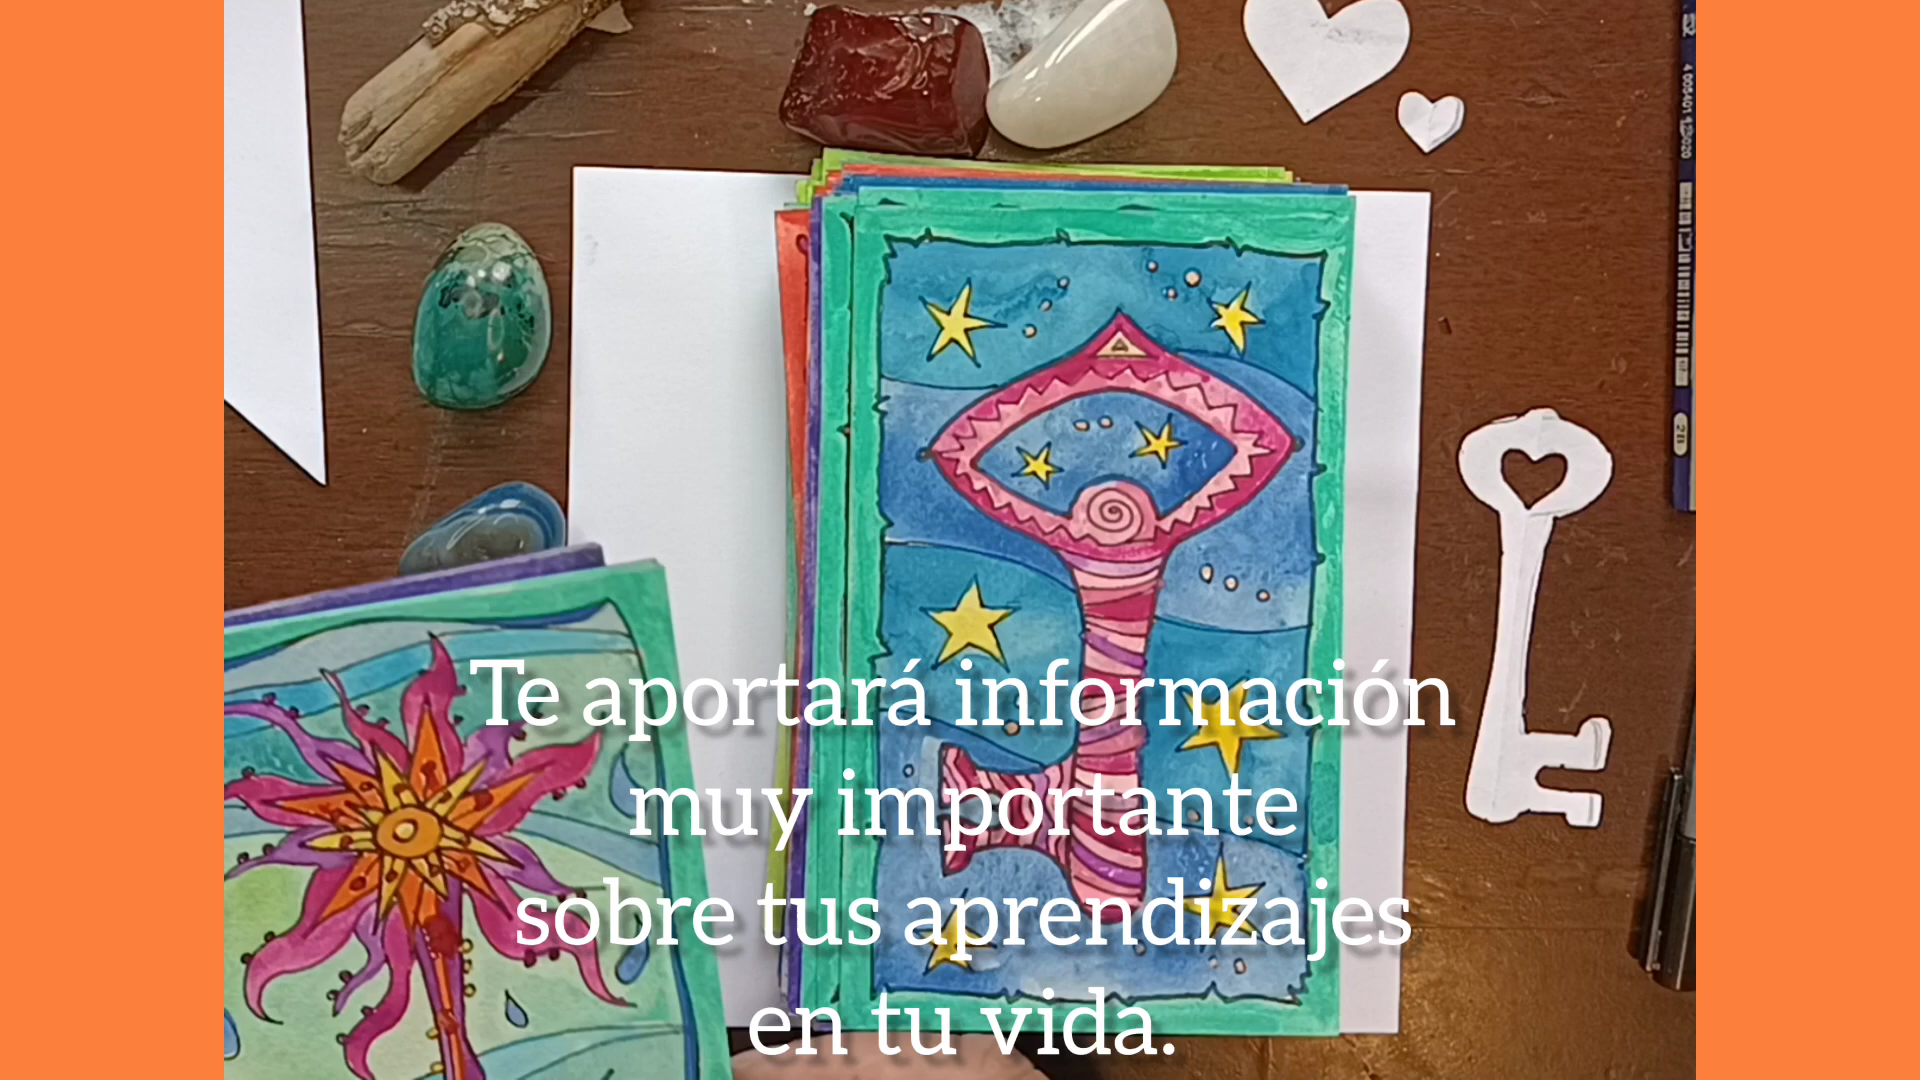 Te aportará información
muy importante
sobre tus aprendizajes
en tu vida.